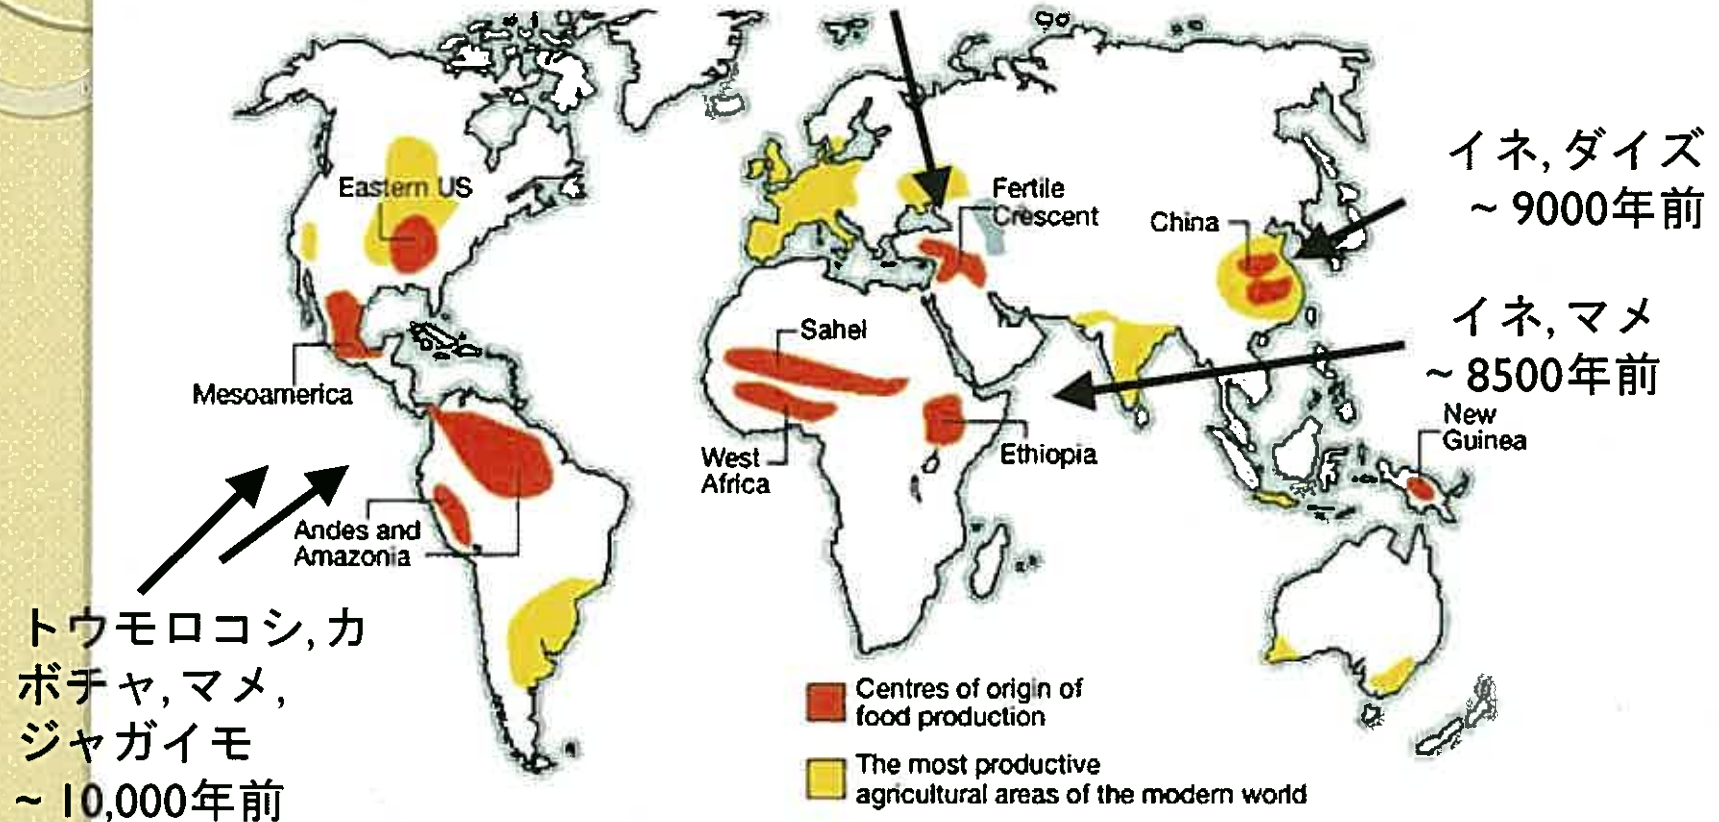 Eastern US
Fertile
Crescent
China
イネ, ダイズ
~ 9000年前
イネ, マメ
~ 8500年前
Sahel
Mesoamerica
West
Africa
Ethiopia
New
Guinea
Andes and
Amazonia
トウモロコシ, カ
ボチャ, マメ,
ジャガイモ
~ 10,000年前
Centres of origin of
food production
The most productive
agricultural areas of the modern world